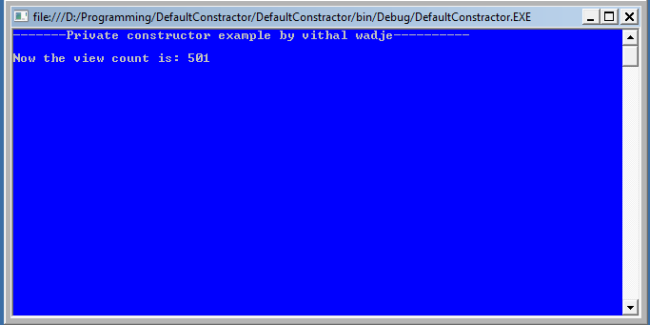 file:///D:/Programming/DefaultConstractor/DefaultConstractor/bin/Debug/DefaultConstractor.EXE
-------Private constructor example by vithal wadje----------
Now the view count is: 501